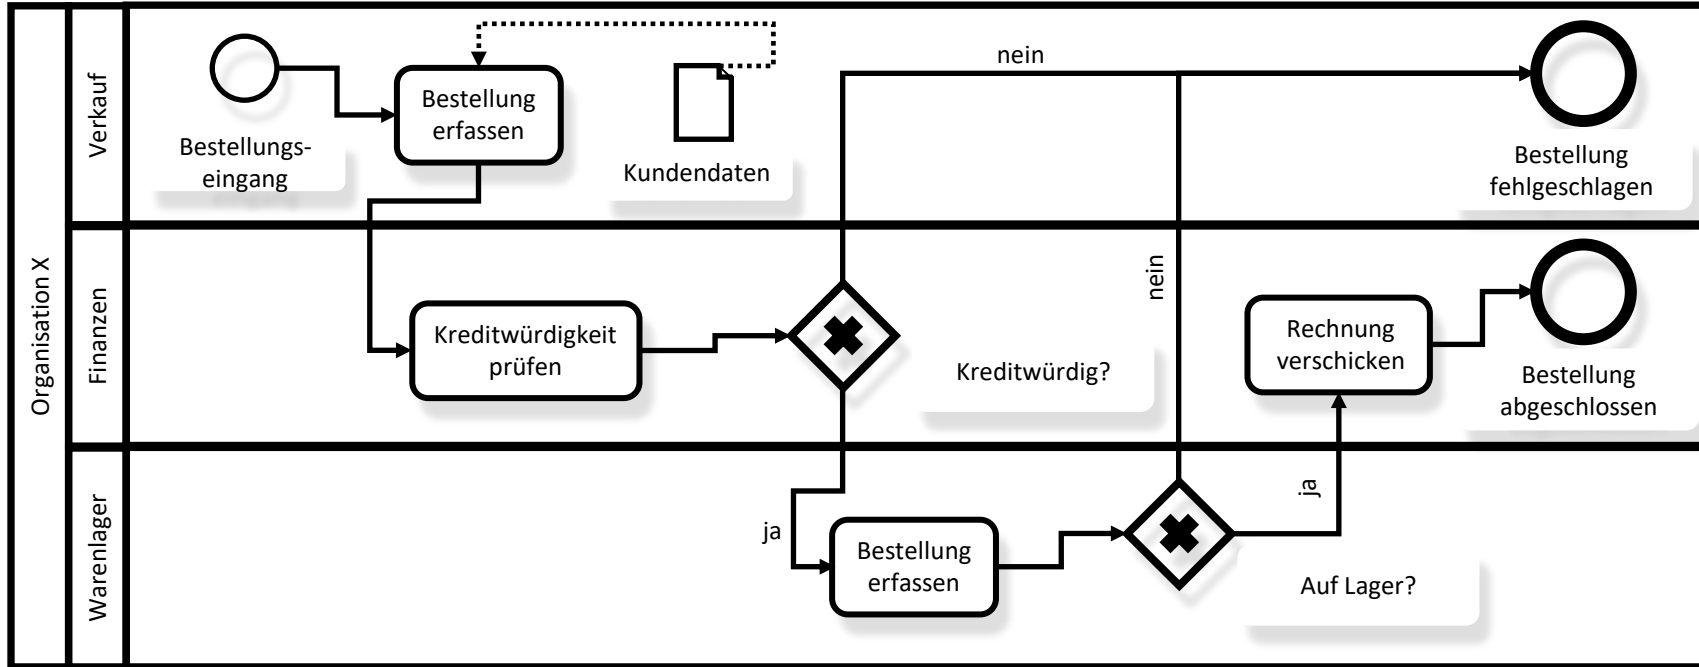 Organisation X
Verkauf
Bestellungs-
eingang
Bestellung
erfassen
Kundendaten
nein
Bestellung
fehlgeschlagen
Finanzen
Kreditwürdigkeit
prüfen
Kreditwürdig?
nein
Rechnung
verschicken
Bestellung
abgeschlossen
Warenlager
ja
Bestellung
erfassen
ja
Auf Lager?